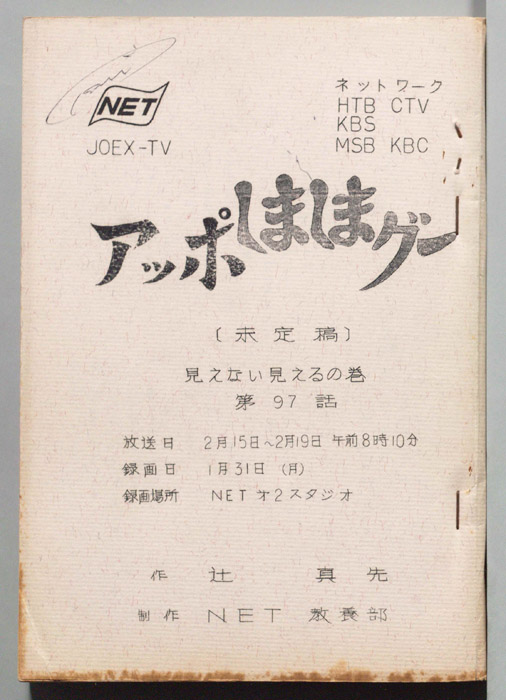 NET
JOEX-TV
ネットワーク
HTB CTV
KBS
MSB KBC
アッポしましまグー
〔未定稿〕
見えない見えるの巻
第97話
放送日 2月15日~2月19日 午前8時10分
録画日 1月31日 (月)
録画場所 NET オ2スタジオ
作 辻 真先
制作 NET 教養部